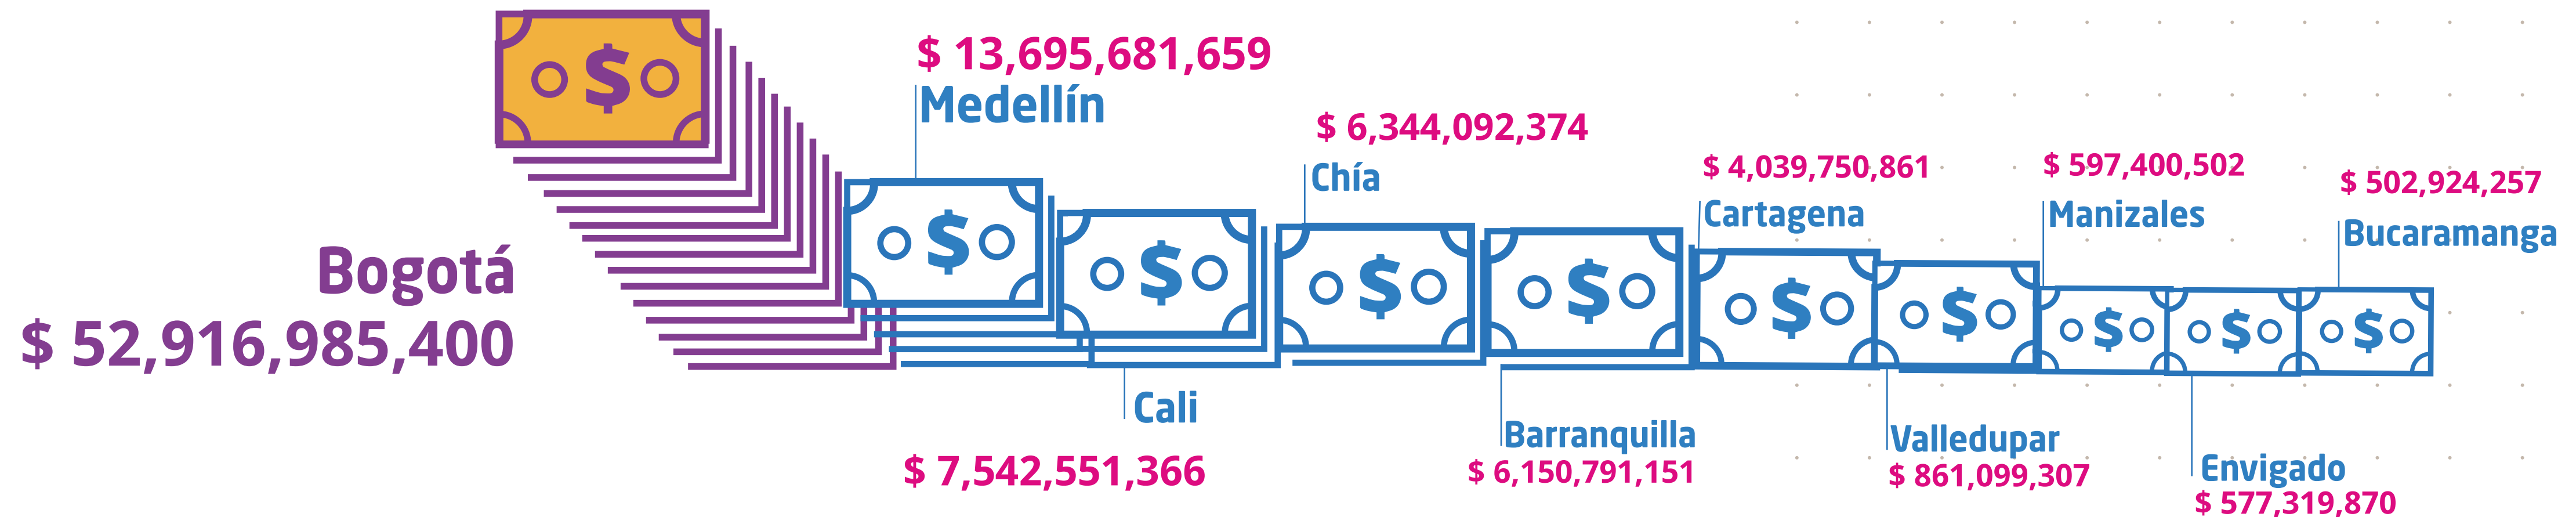 Bogotá
$ 52,916,985,400
$ 13,695,681,659
Medellín
Cali
$ 7,542,551,366
$ 6,344,092,374
Chía
Barranquilla
$ 6,150,791,151
$ 4,039,750,861
Cartagena
Valledupar
$ 861,099,307
$ 597,400,502
Manizales
Envigado
$ 577,319,870
$ 502,924,257
Bucaramanga
$
$
$
$
$
$
$
$
$